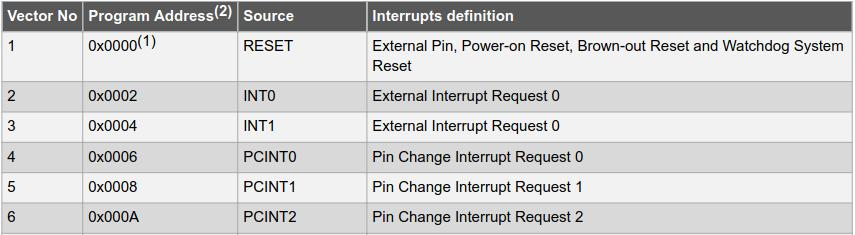 Vector No Program Address(2) Source Interrupts definition
1 0x0000(1) RESET External Pin, Power-on Reset, Brown-out Reset and Watchdog System
Reset
2 0x0002 INT0 External Interrupt Request 0
3 0x0004 INT1 External Interrupt Request 0
4 0x0006 PCINT0 Pin Change Interrupt Request 0
5 0x0008 PCINT1 Pin Change Interrupt Request 1
6 0x000A PCINT2 Pin Change Interrupt Request 2